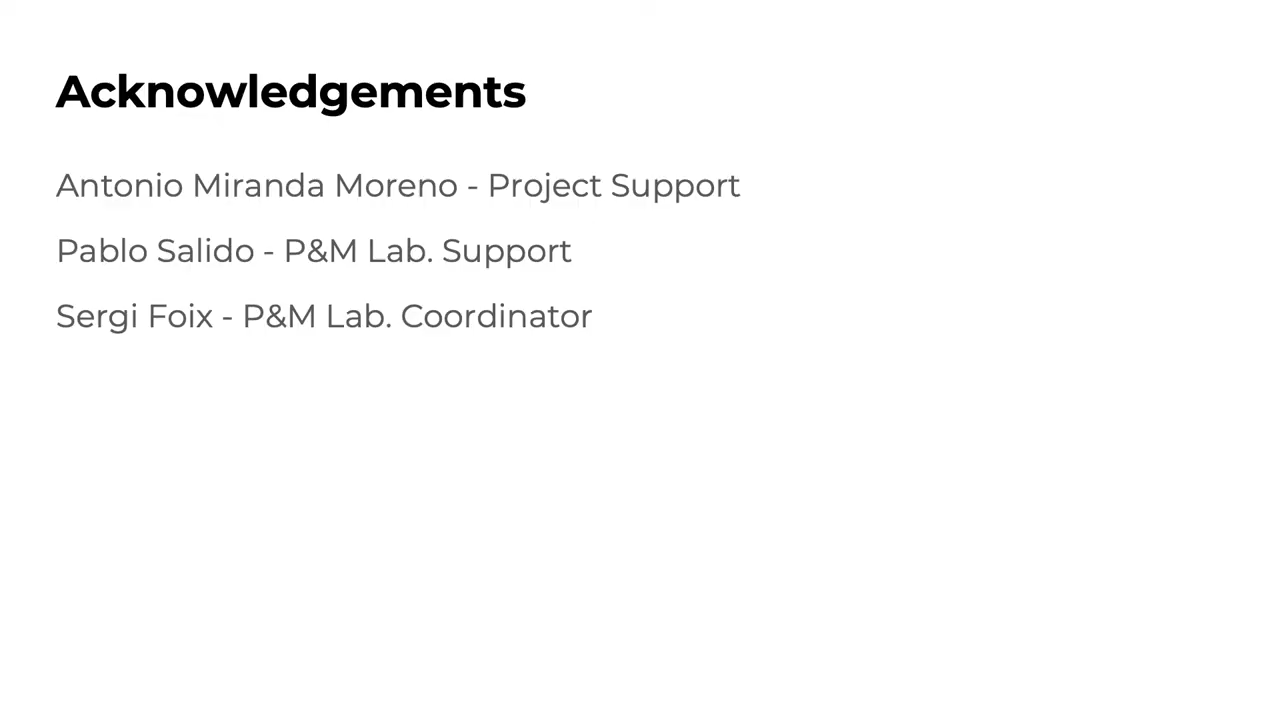 Acknowledgements
Antonio Miranda Moreno - Project Support
Pablo Salido - P&M Lab. Support
Sergi Foix - P&M Lab. Coordinator